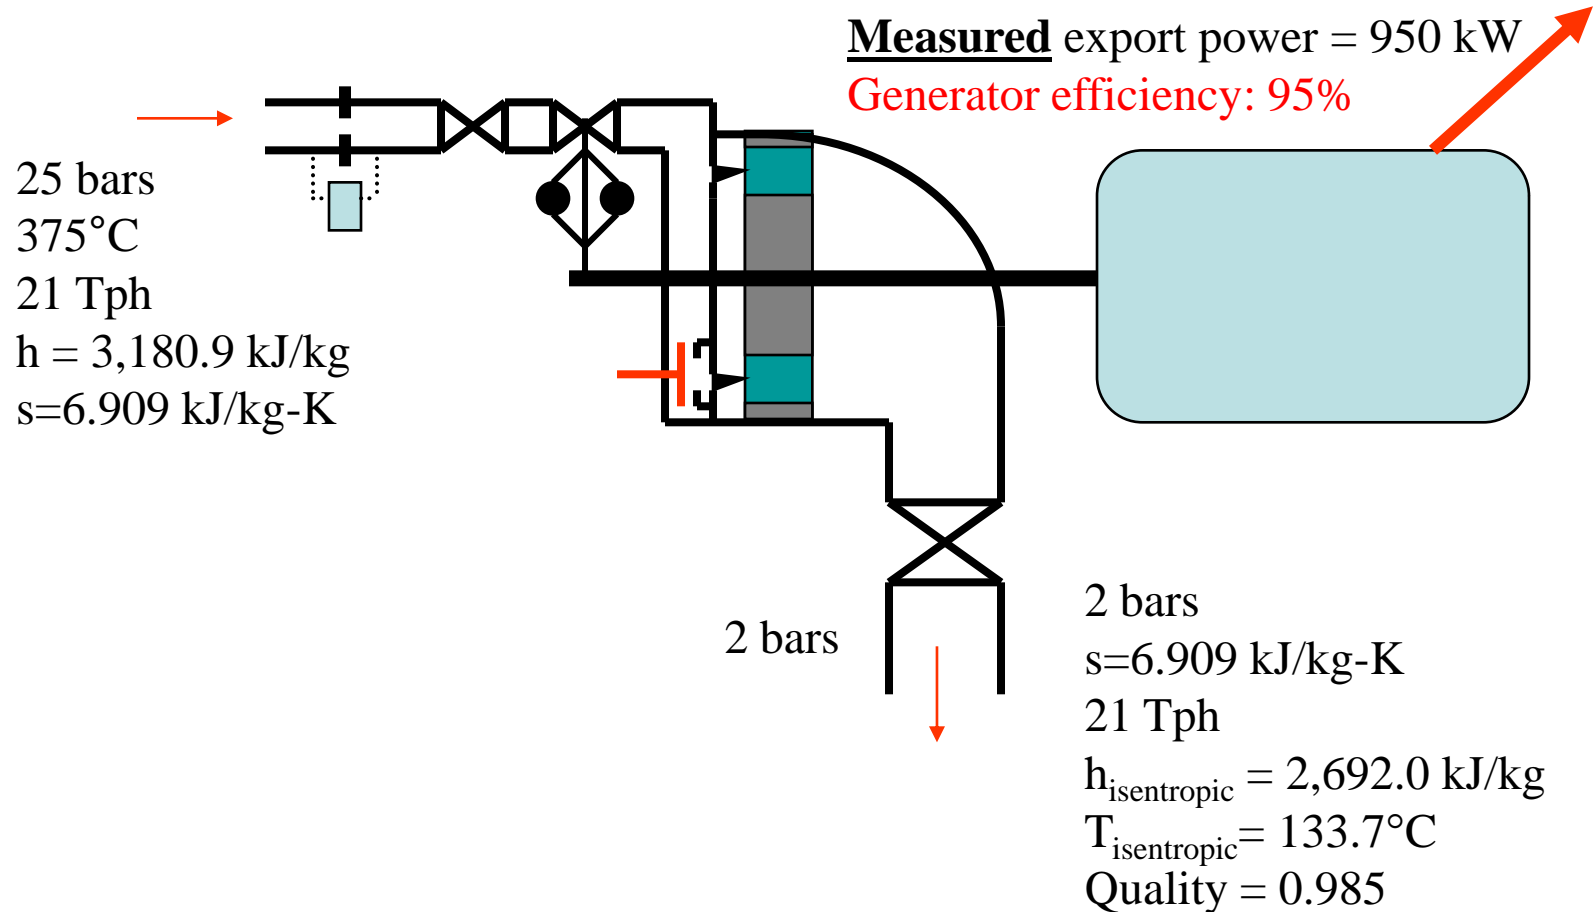 Measured export power = 950 kW
Generator efficiency: 95%
25 bars
375°C
21 Tph
h = 3,180.9 kJ/kg
s=6.909 kJ/kg-K
2 bars
2 bars
s=6.909 kJ/kg-K
21 Tph
hisentropic = 2,692.0 kJ/kg
Tisentropic= 133.7°C
Quality = 0.985